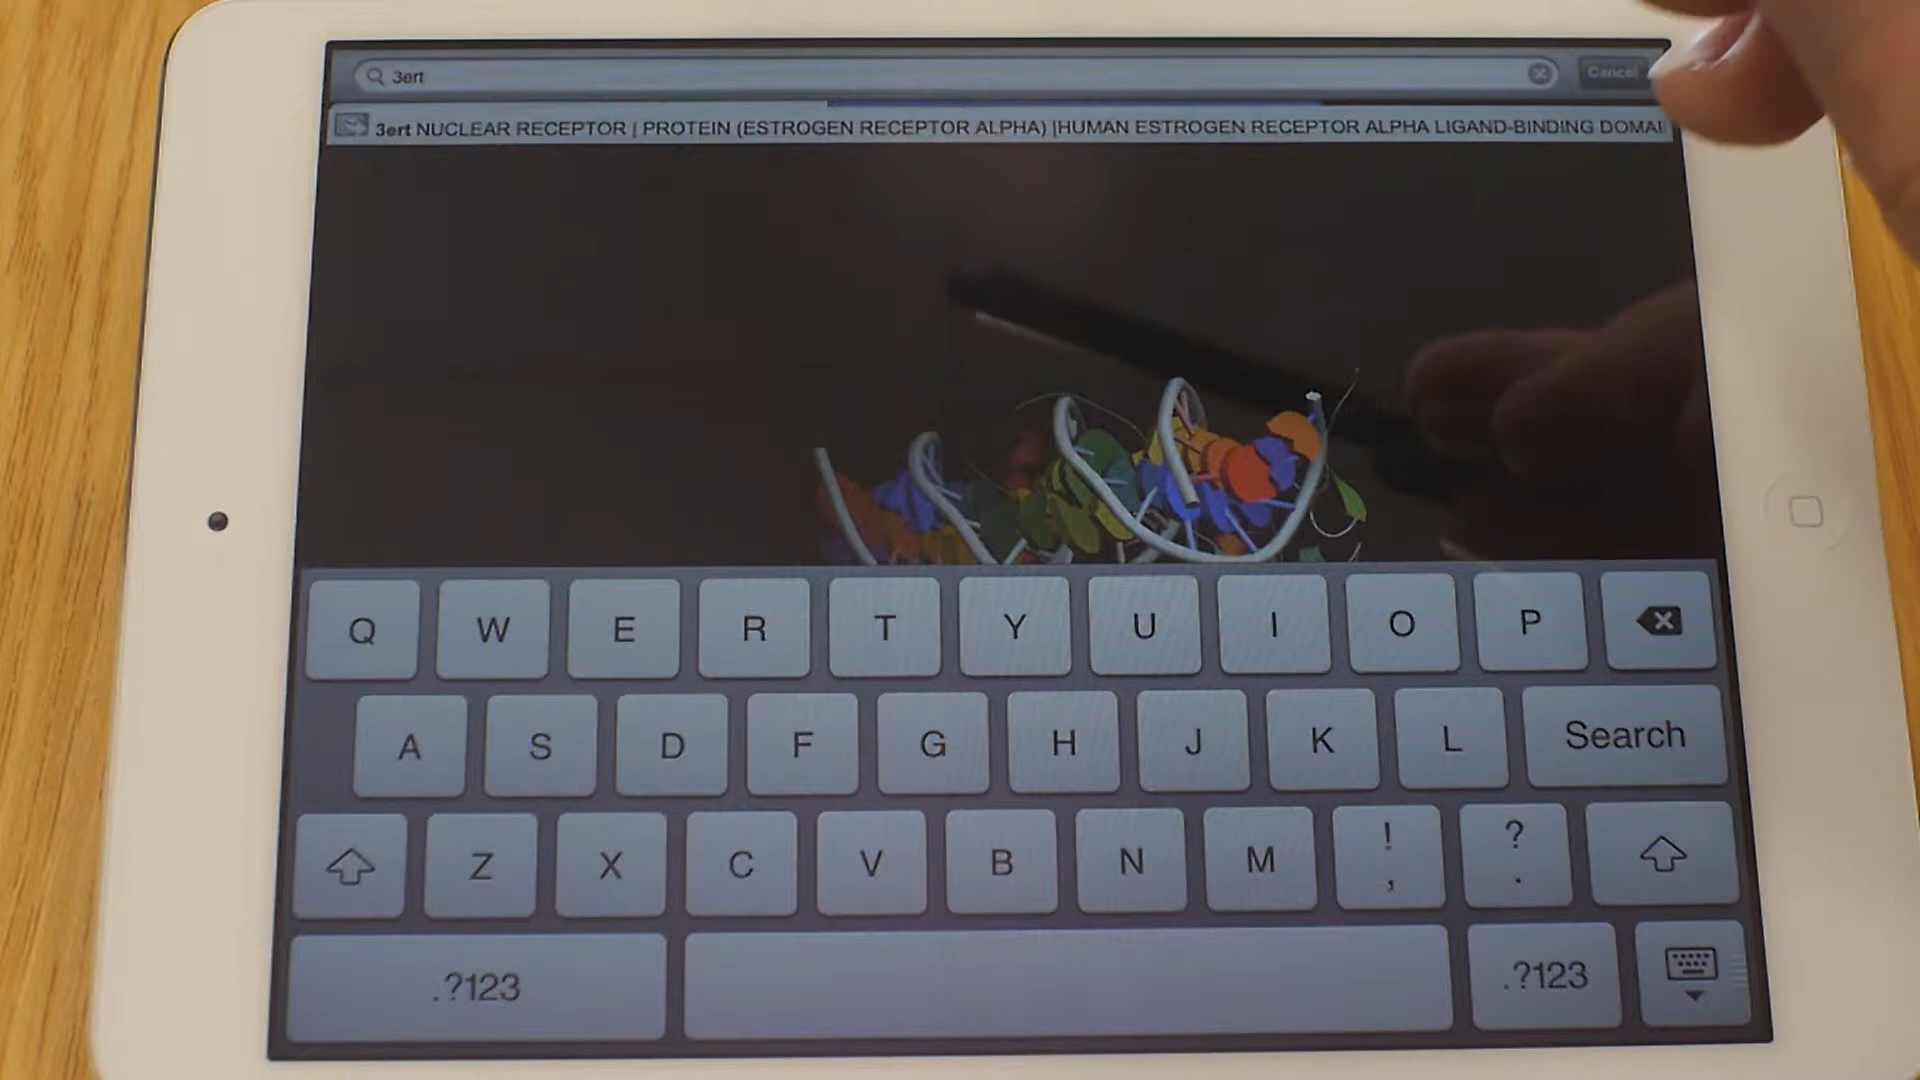 3ert
Cancel
3ert NUCLEAR RECEPTOR | PROTEIN (ESTROGEN RECEPTOR ALPHA) |HUMAN ESTROGEN RECEPTOR ALPHA LIGAND-BINDING DOMAI
Q W E R T Y U I O P
A S D F G H J K L Search
Z X C V B N M ! , ? .
.?123 .?123